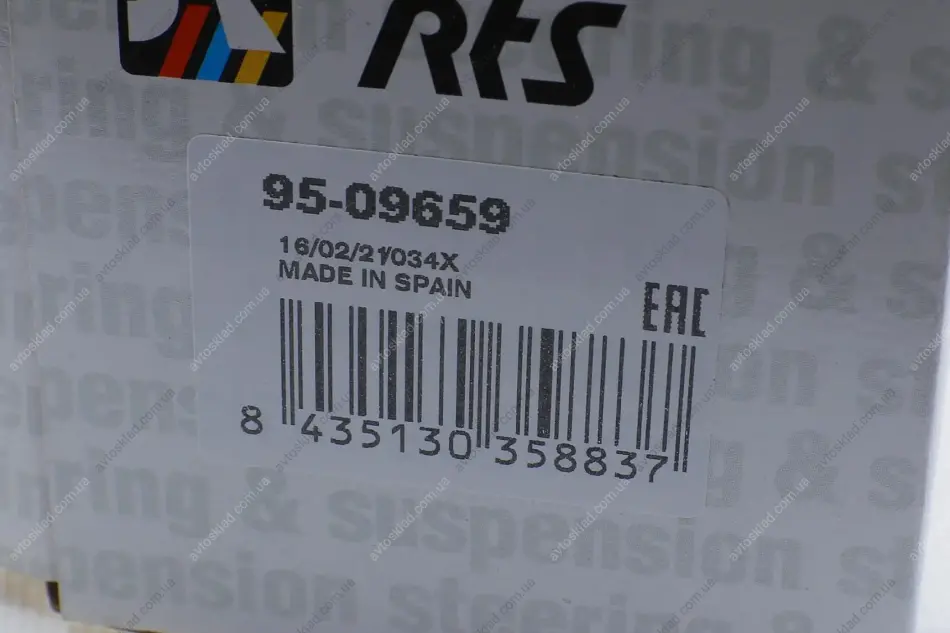 RTS
95-09659
16/02/21/034X
MADE IN SPAIN
EAC
8 435130 358837
steering & suspension
avtosklad.com.ua